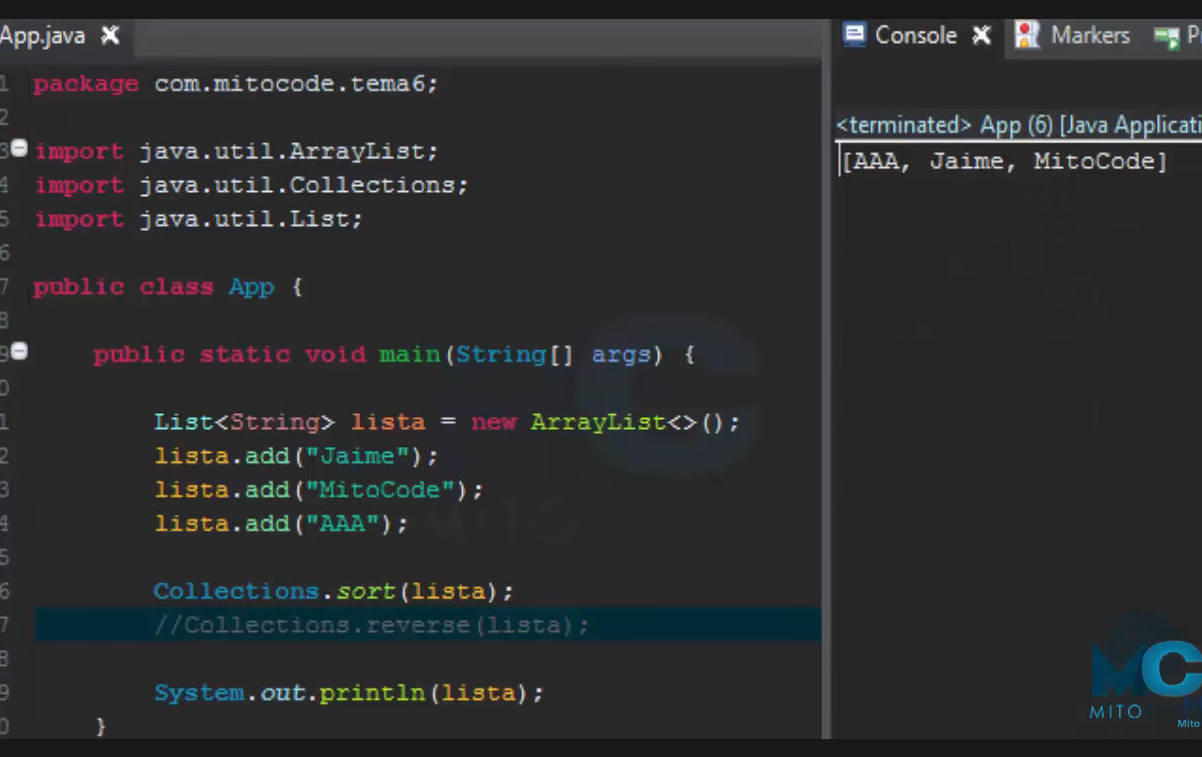 App.java
Console Markers
1 package com.mitocode.tema6;
2
3 import java.util.ArrayList;
4 import java.util.Collections;
5 import java.util.List;
6
7 public class App {
8
9 public static void main(String[] args) {
0
1 List<String> lista = new ArrayList<>();
2 lista.add("Jaime");
3 lista.add("MitoCode");
4 lista.add("AAA");
5
6 Collections.sort(lista);
7 //Collections.reverse(lista);
8
9 System.out.println(lista);
0 }
<terminated> App (6) [Java Applicati
[AAA, Jaime, MitoCode]
MC
MITO
Mito